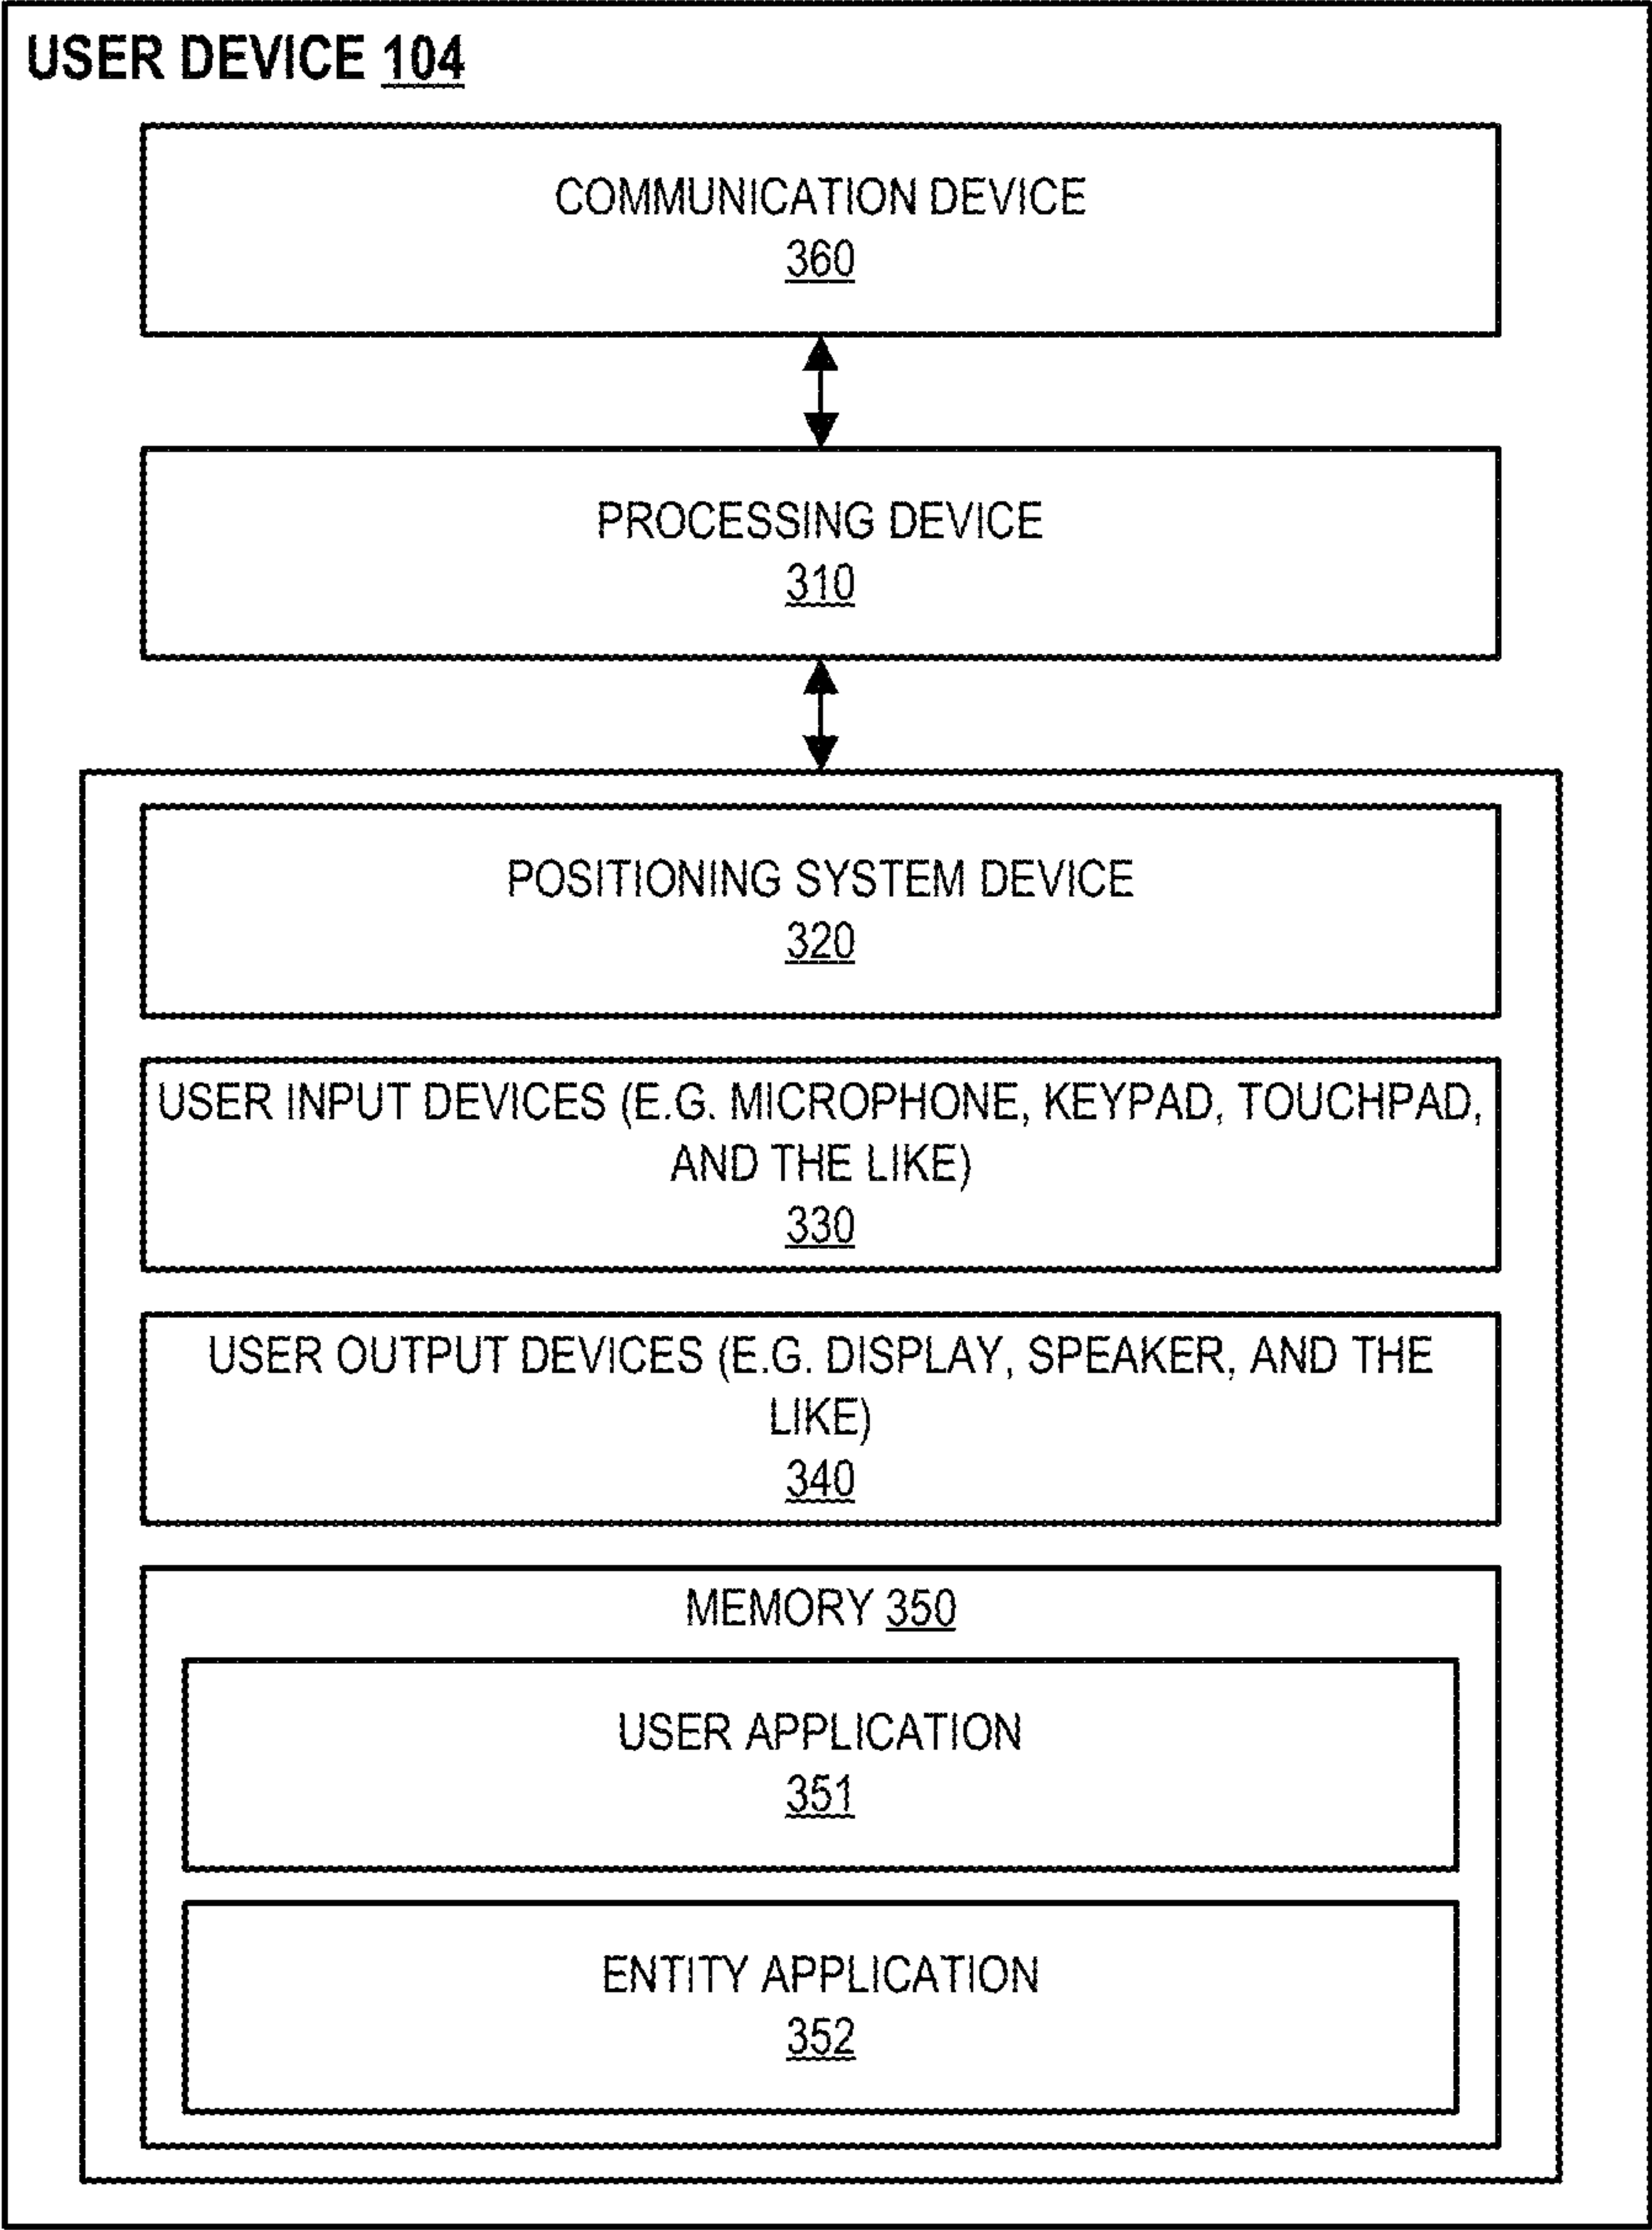 USER DEVICE 104
COMMUNICATION DEVICE
360
PROCESSING DEVICE
310
POSITIONING SYSTEM DEVICE
320
USER INPUT DEVICES (E.G. MICROPHONE, KEYPAD, TOUCHPAD,
AND THE LIKE)
330
USER OUTPUT DEVICES (E.G. DISPLAY, SPEAKER, AND THE
LIKE)
340
MEMORY 350
USER APPLICATION
351
ENTITY APPLICATION
352